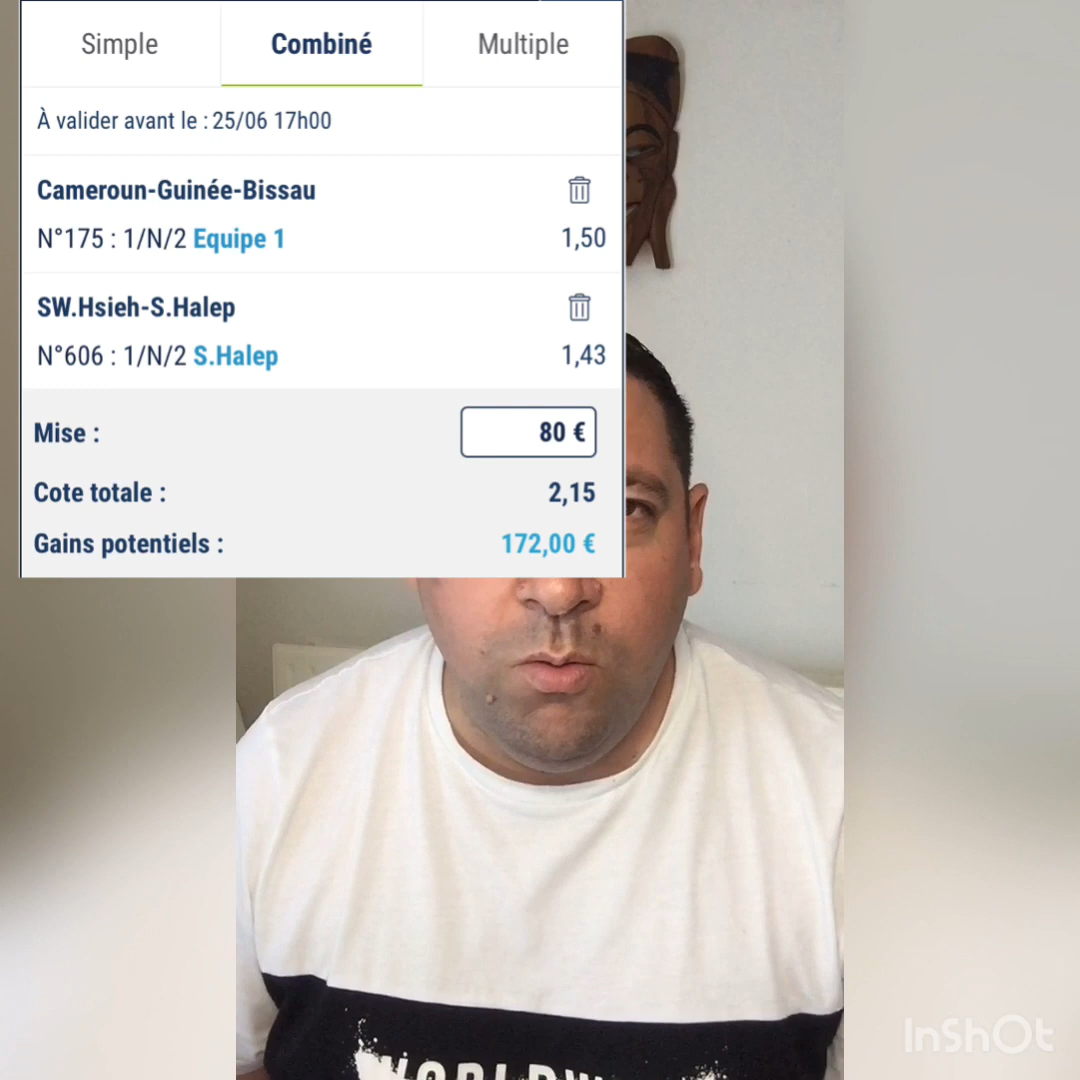 Simple Combiné Multiple
À valider avant le : 25/06 17h00
Cameroun-Guinée-Bissau
N°175 : 1/N/2 Equipe 1 1,50
SW.Hsieh-S.Halep
N°606 : 1/N/2 S.Halep 1,43
Mise : 80 €
Cote totale : 2,15
Gains potentiels : 172,00 €
InShOt